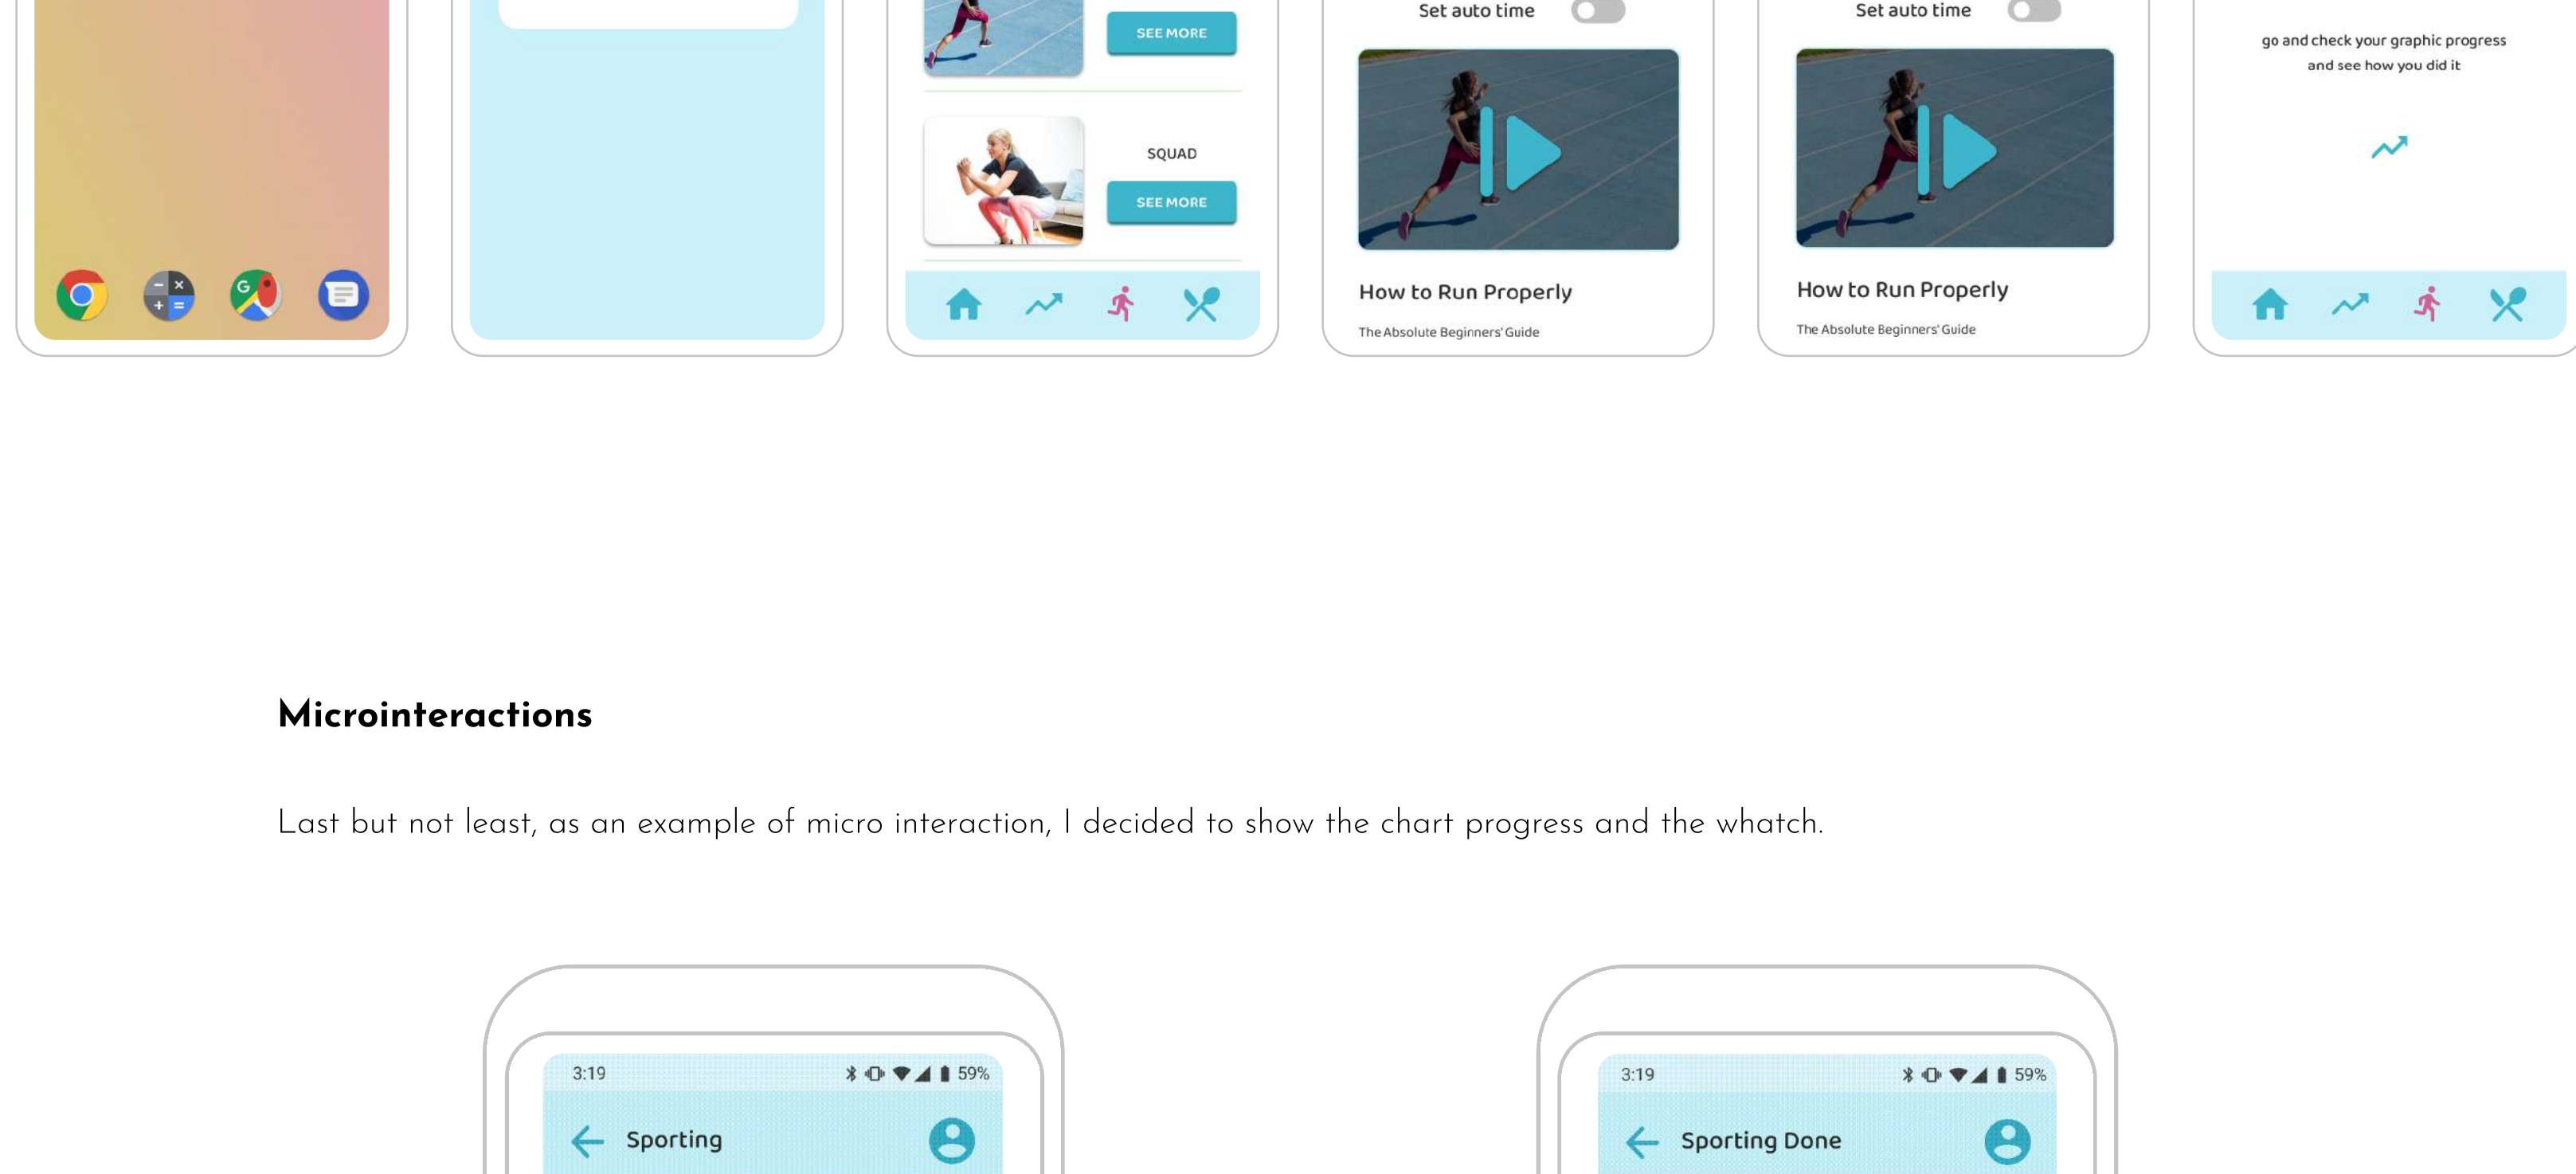 SEE MORE
SQUAD
SEE MORE
Set auto time
How to Run Properly
The Absolute Beginners' Guide
Set auto time
How to Run Properly
The Absolute Beginners' Guide
go and check your graphic progress
and see how you did it
Microinteractions
Last but not least, as an example of micro interaction, I decided to show the chart progress and the whatch.
3:19
59%
Sporting
3:19
59%
Sporting Done